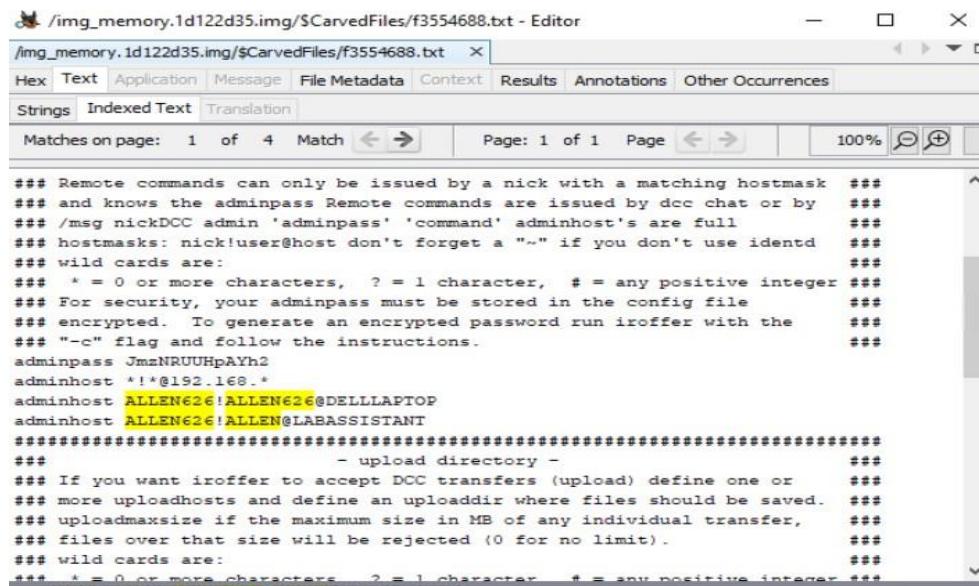 /img_memory.1d122d35.img/$CarvedFiles/f3554688.txt - Editor
/img_memory.1d122d35.img/$CarvedFiles/f3554688.txt
Hex Text Application Message File Metadata Context Results Annotations Other Occurrences
Strings Indexed Text Translation
Matches on page: 1 of 4 Match Page: 1 of 1 Page 100%
### Remote commands can only be issued by a nick with a matching hostmask ###
### and knows the adminpass Remote commands are issued by dcc chat or by ###
### /msg nickDCC admin 'adminpass' 'command' adminhost's are full ###
### hostmasks: nick!user@host don't forget a "~" if you don't use identd ###
### wild cards are: ###
### * = 0 or more characters, ? = 1 character, # = any positive integer ###
### For security, your adminpass must be stored in the config file ###
### encrypted. To generate an encrypted password run iroffer with the ###
### "-c" flag and follow the instructions. ###
adminpass JmzNRUUHpAYh2
adminhost *!*@192.168.*
adminhost ALLEN626!ALLEN626@DELLLAPTOP
adminhost ALLEN626!ALLEN@LABASSISTANT
###############################################################################
### - upload directory - ###
### If you want iroffer to accept DCC transfers (upload) define one or ###
### more uploadhosts and define an uploaddir where files should be saved. ###
### uploadmaxsize if the maximum size in MB of any individual transfer, ###
### files over that size will be rejected (0 for no limit). ###
### wild cards are: ###
### * = 0 or more characters, ? = 1 character, # = any positive integer ###